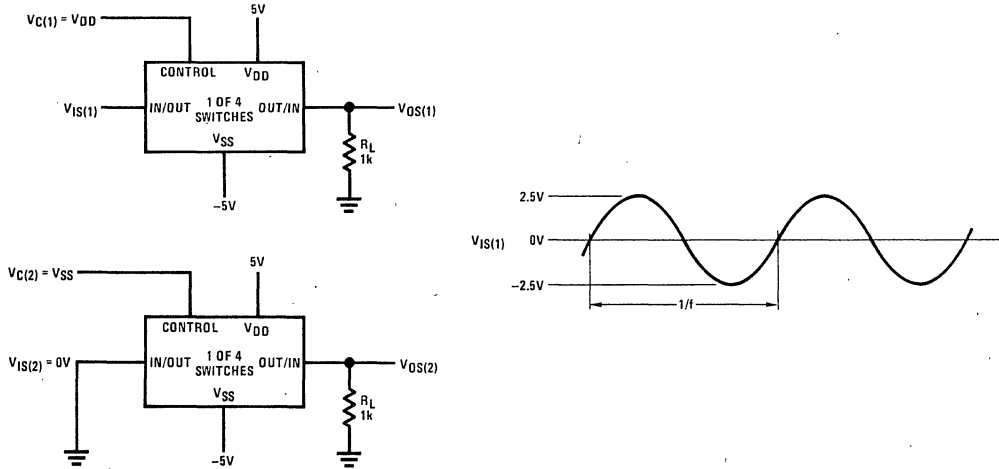 VC(1) = VDD
5V
CONTROL VDD
VIS(1)
IN/OUT 1 OF 4 OUT/IN
SWITCHES
VOS(1)
VSS
RL
1k
-5V
VC(2) = VSS
5V
CONTROL VDD
VIS(2) = 0V
IN/OUT 1 OF 4 OUT/IN
SWITCHES
VOS(2)
VSS
RL
1k
-5V
2.5V
VIS(1) 0V
-2.5V
1/f